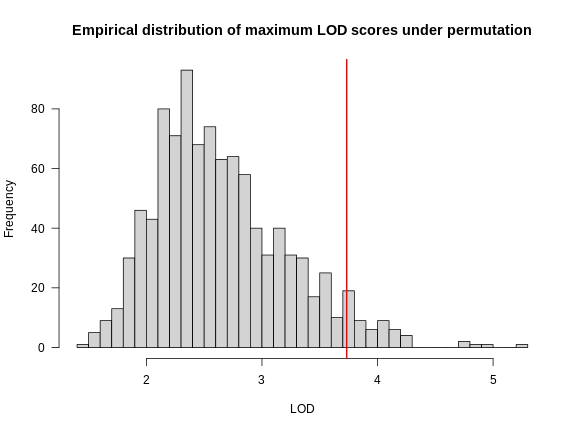 Empirical distribution of maximum LOD scores under permutation
Frequency
80
60
40
20
0
2 3 4 5
LOD